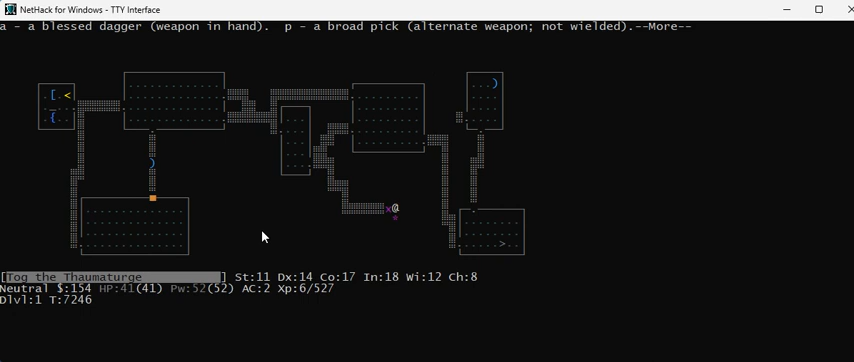 NetHack for Windows - TTY Interface
a - a blessed dagger (weapon in hand).  p - a broad pick (alternate weapon; not wielded).--More--
[Tog the Thaumaturge ] St:11 Dx:14 Co:17 In:18 Wi:12 Ch:8
Neutral $:154 HP:41(41) Pw:52(52) AC:2 Xp:6/527
Dlvl:1 T:7246